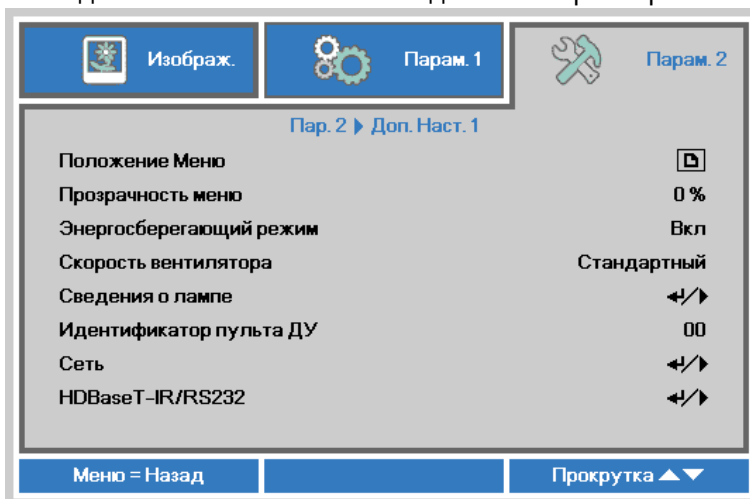 Изображ.
Парам. 1
Парам. 2
Пар. 2 ▶ Доп. Наст. 1
Положение Меню
Прозрачность меню 0 %
Энергосберегающий режим Вкл
Скорость вентилятора Стандартный
Сведения о лампе ↵/▶
Идентификатор пульта ДУ 00
Сеть ↵/▶
HDBaseT-IR/RS232 ↵/▶
Меню = Назад
Прокрутка ▲▼